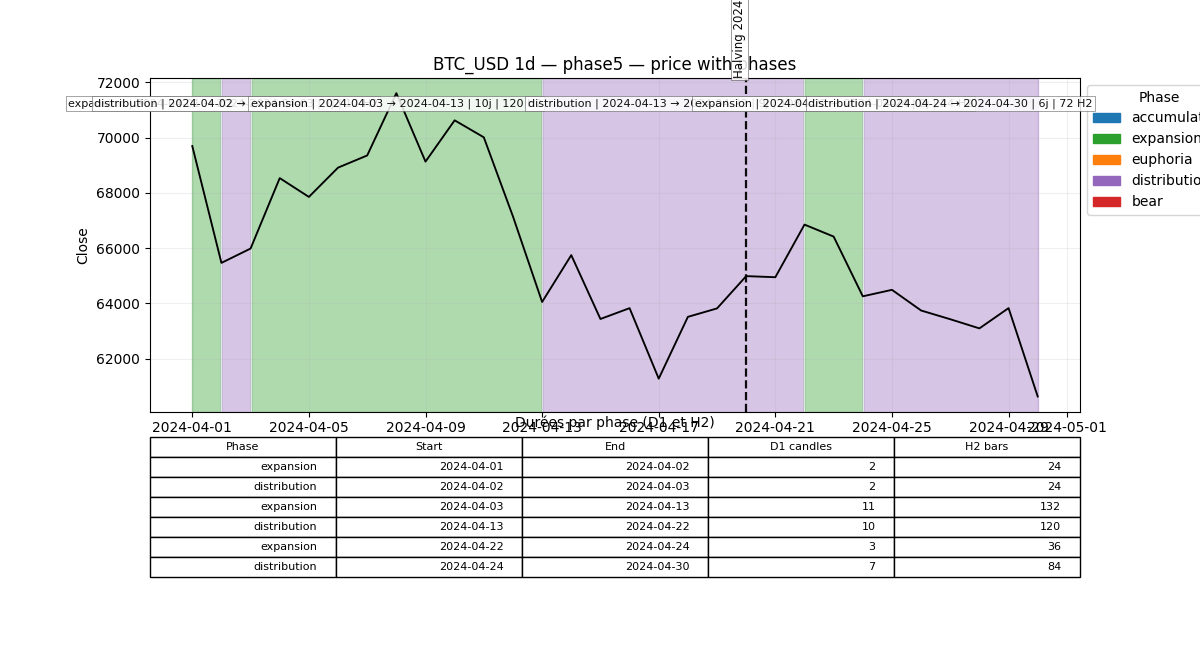 Halving 2024
BTC_USD 1d — phase5 — price with phases
72000
70000
68000
66000
64000
62000
Close
distribution | 2024-04-02 →
expansion | 2024-04-03 → 2024-04-13 | 10j | 120
distribution | 2024-04-13 →
expansion | 2024-04
distribution | 2024-04-24 → 2024-04-30 | 6j | 72 H2
Phase
expansion
euphoria
bear
2024-04-01 2024-04-05 2024-04-09 2024-04-13 2024-04-17 2024-04-21 2024-04-25 2024-04-29 2024-05-01
Durées par phase (D1 et H2)
Phase Start End D1 candles H2 bars
expansion 2024-04-01 2024-04-02 2 24
distribution 2024-04-02 2024-04-03 2 24
expansion 2024-04-03 2024-04-13 11 132
distribution 2024-04-13 2024-04-22 10 120
expansion 2024-04-22 2024-04-24 3 36
distribution 2024-04-24 2024-04-30 7 84